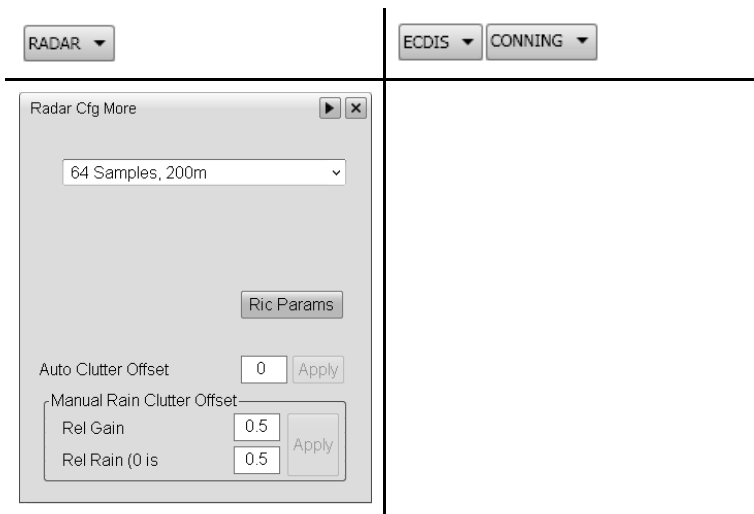 RADAR
ECDIS CONNING
Radar Cfg More
64 Samples, 200m
Ric Params
Auto Clutter Offset 0 Apply
Manual Rain Clutter Offset
Rel Gain 0.5
Apply
Rel Rain (0 is 0.5